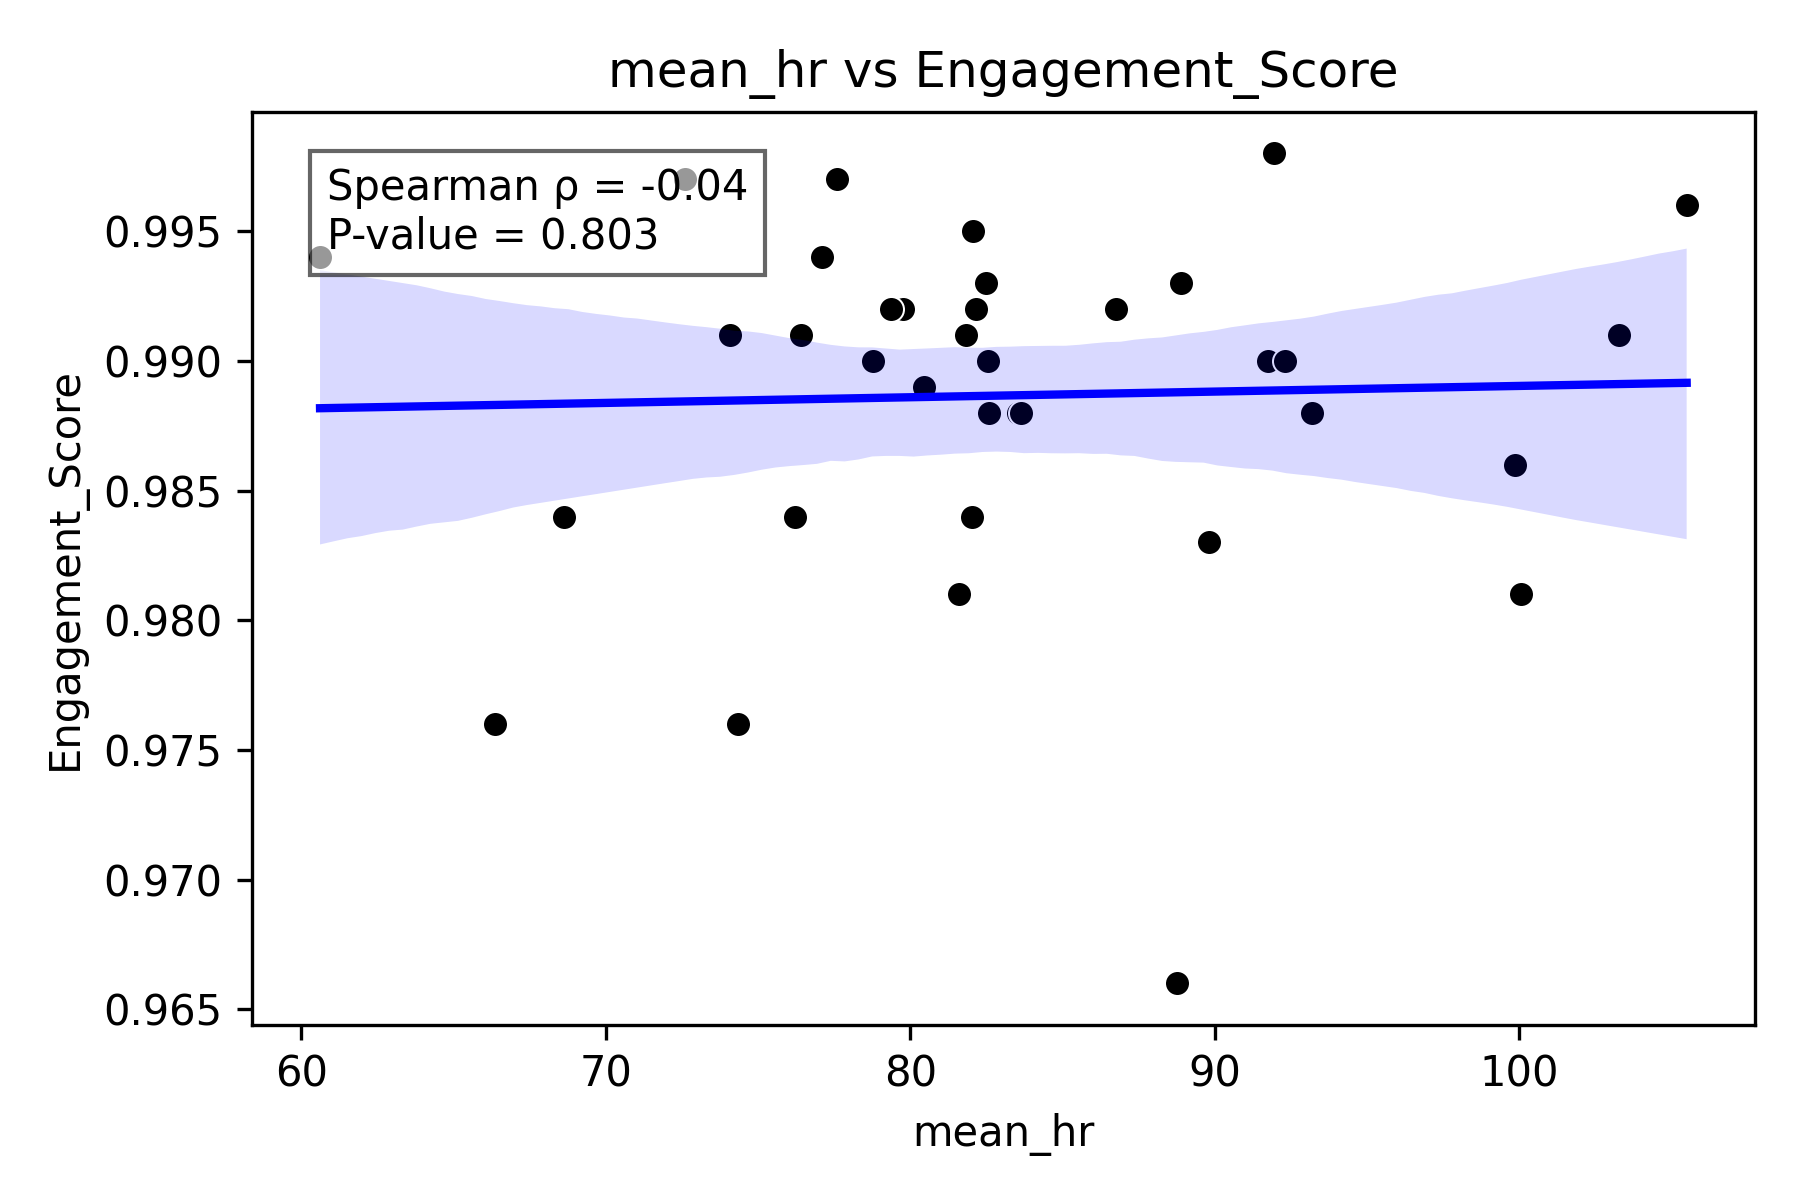 mean_hr vs Engagement_Score
Spearman ρ = -0.04
P-value = 0.803
Engagement_Score
0.995
0.990
0.985
0.980
0.975
0.970
0.965
60 70 80 90 100
mean_hr